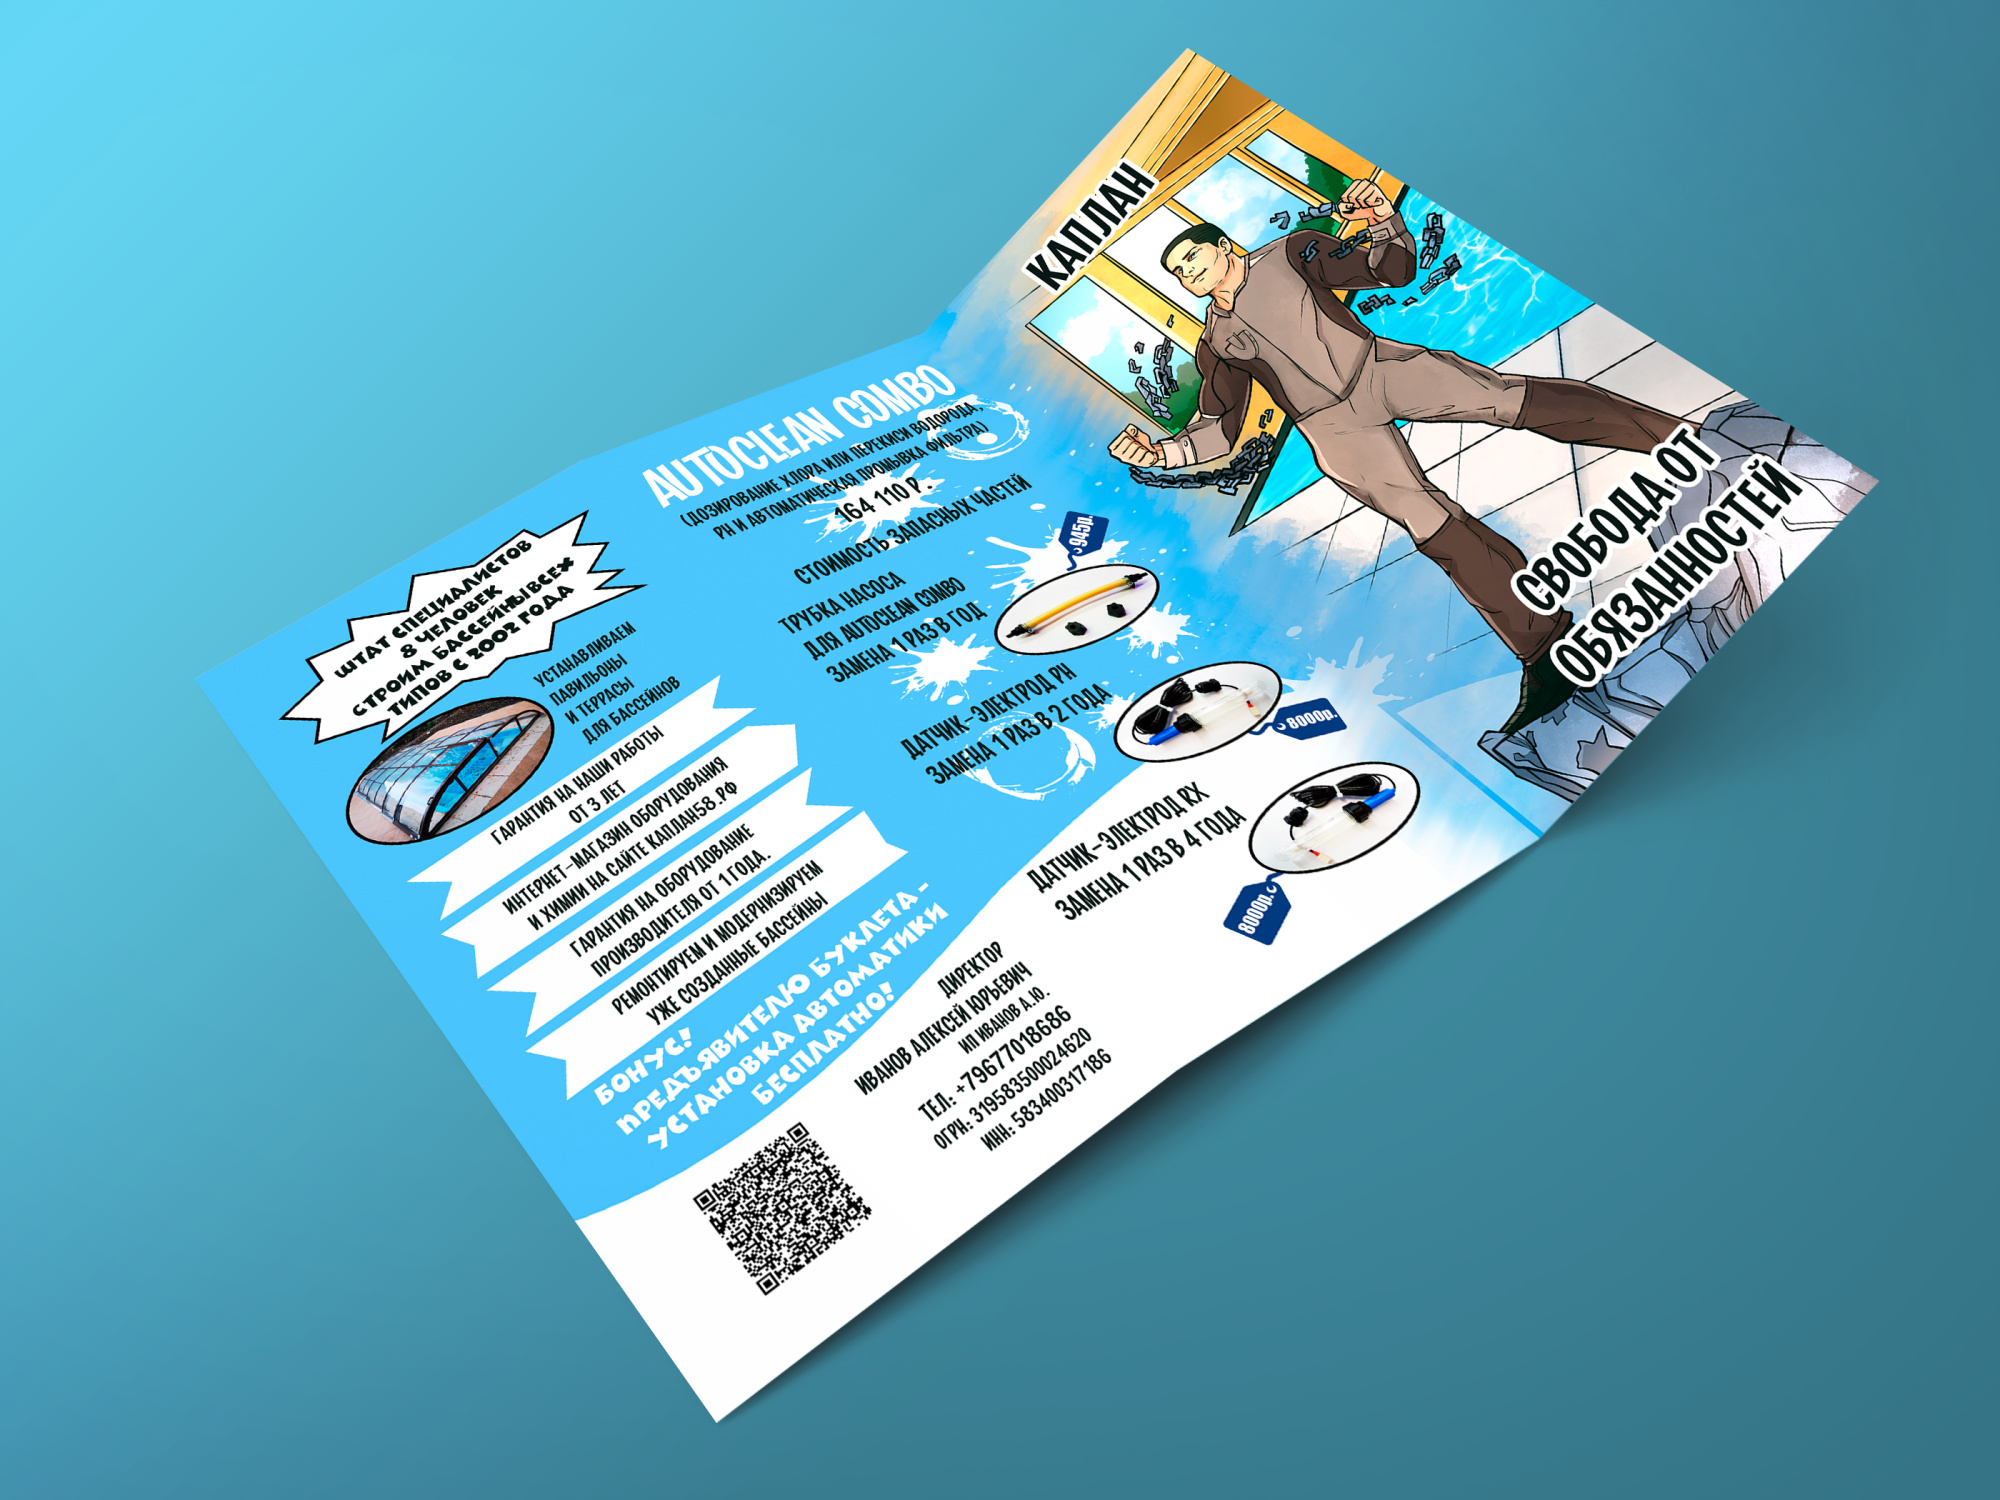 ШТАТ СПЕЦИАЛИСТОВ
8 ЧЕЛОВЕК
СТРОИМ БАССЕЙНЫВСЕХ
ТИПОВ С 2002 ГОДА
УСТАНАВЛИВАЕМ
ПАВИЛЬОНЫ
И ТЕРРАСЫ
ДЛЯ БАССЕЙНОВ
ГАРАНТИЯ НА НАШИ РАБОТЫ
ОТ 3 ЛЕТ
ИНТЕРНЕТ-МАГАЗИН ОБОРУДОВАНИЯ
И ХИМИИ НА САЙТЕ КАПЛАН58.РФ
ГАРАНТИЯ НА ОБОРУДОВАНИЕ
ПРОИЗВОДИТЕЛЯ ОТ 1 ГОДА.
РЕМОНТИРУЕМ И МОДЕРНИЗИРУЕМ
УЖЕ СОЗДАННЫЕ БАССЕЙНЫ
БОНУС!
ПРЕДЪЯВИТЕЛЮ БУКЛЕТА -
УСТАНОВКА АВТОМАТИКИ
БЕСПЛАТНО!
AUTOCLEAN COMBO
(ДОЗИРОВАНИЕ ХЛОРА ИЛИ ПЕРЕКИСИ ВОДОРОДА,
PH И АВТОМАТИЧЕСКАЯ ПРОМЫВКА ФИЛЬТРА)
164 110 Р.
СТОИМОСТЬ ЗАПАСНЫХ ЧАСТЕЙ
ТРУБКА НАСОСА
ДЛЯ AUTOCLEAN COMBO
ЗАМЕНА 1 РАЗ В ГОД
945р.
ДАТЧИК-ЭЛЕКТРОД PH
ЗАМЕНА 1 РАЗ В 2 ГОДА
8000р.
ДАТЧИК-ЭЛЕКТРОД RX
ЗАМЕНА 1 РАЗ В 4 ГОДА
8000р.
ДИРЕКТОР
ИВАНОВ АЛЕКСЕЙ ЮРЬЕВИЧ
ИП ИВАНОВ А.Ю.
ТЕЛ: +79677018686
ОГРН: 319583500024620
ИНН: 583400317186
КАПЛАН
СВОБОДА ОТ
ОБЯЗАННОСТЕЙ